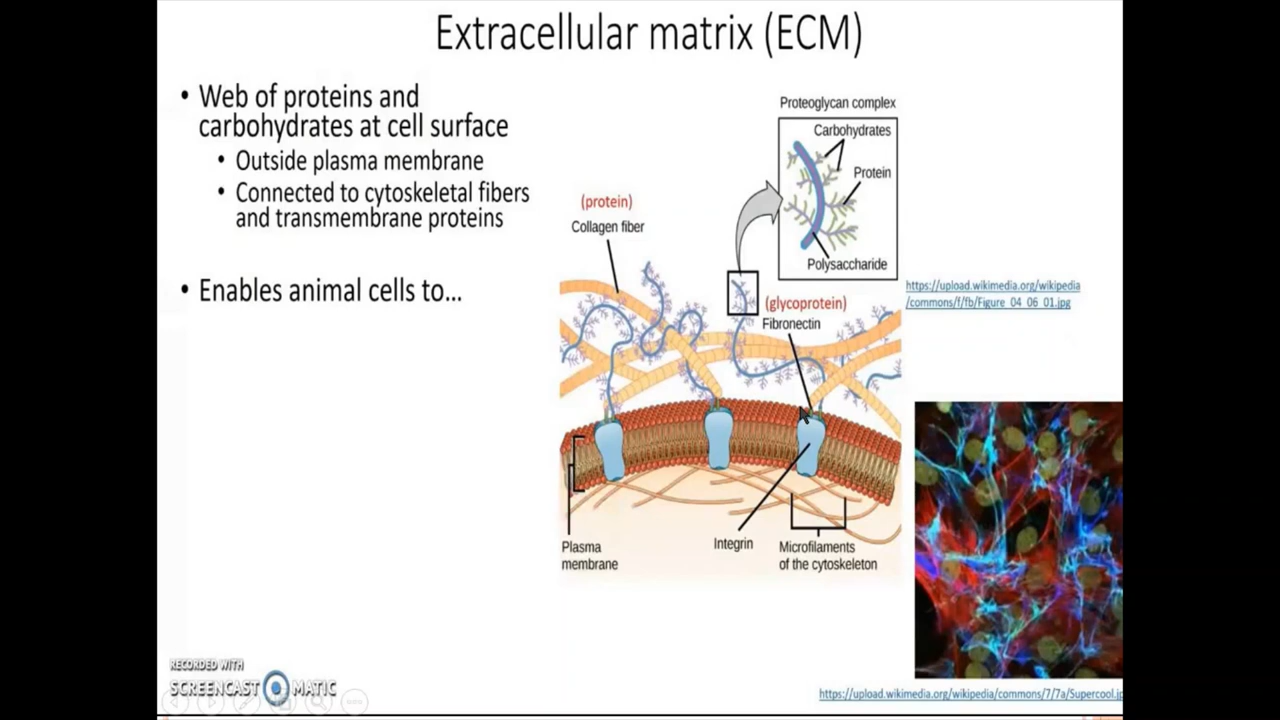 Extracellular matrix (ECM)
• Web of proteins and
carbohydrates at cell surface
• Outside plasma membrane
• Connected to cytoskeletal fibers
and transmembrane proteins
• Enables animal cells to...
Proteoglycan complex
Carbohydrates
Protein
Polysaccharide
(protein)
Collagen fiber
(glycoprotein)
Fibronectin
https://upload.wikimedia.org/wikipedia
/commons/f/fb/Figure_04_06_01.jpg
Plasma
membrane
Integrin
Microfilaments
of the cytoskeleton
RECORDED WITH
SCREENCAST MATIC
https://upload.wikimedia.org/wikipedia/commons/7/7a/Supercool.jp